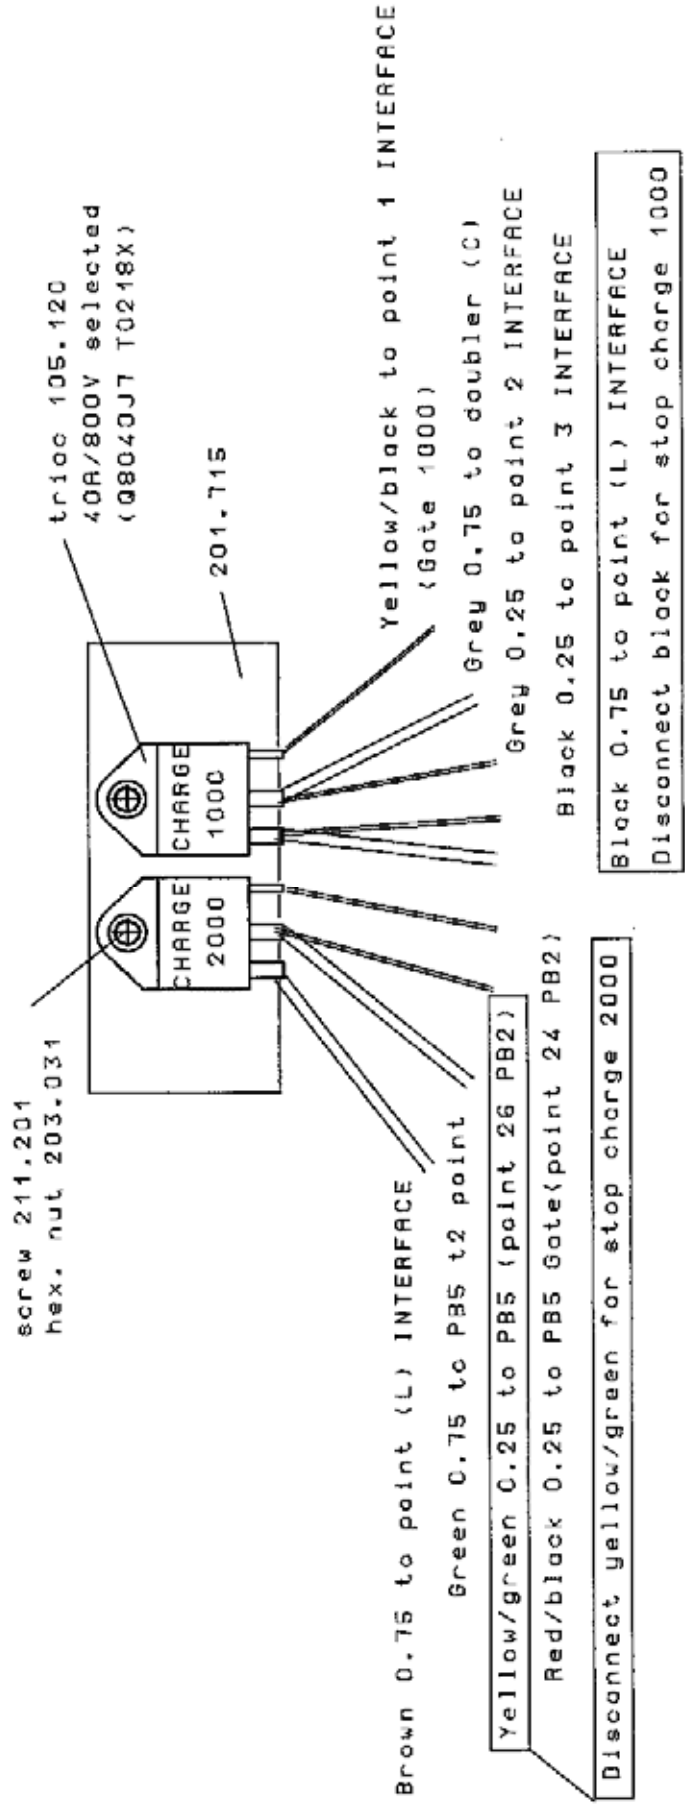 screw 211.201
hex. nut 203.031
triac 105.120
40A/800V selected
(Q8040J7 TO218X)
201.715
CHARGE
2000
CHARGE
1000
Yellow/black to point 1 INTERFACE
(Gate 1000)
Grey 0.75 to doubler (C)
Grey 0.25 to point 2 INTERFACE
Black 0.25 to point 3 INTERFACE
Black 0.75 to point (L) INTERFACE
Disconnect black for stop charge 1000
Brown 0.75 to point (L) INTERFACE
Green 0.75 to PB5 t2 point
Yellow/green 0.25 to PB5 (point 26 PB2)
Red/black 0.25 to PB5 Gate(point 24 PB2)
Disconnect yellow/green for stop charge 2000